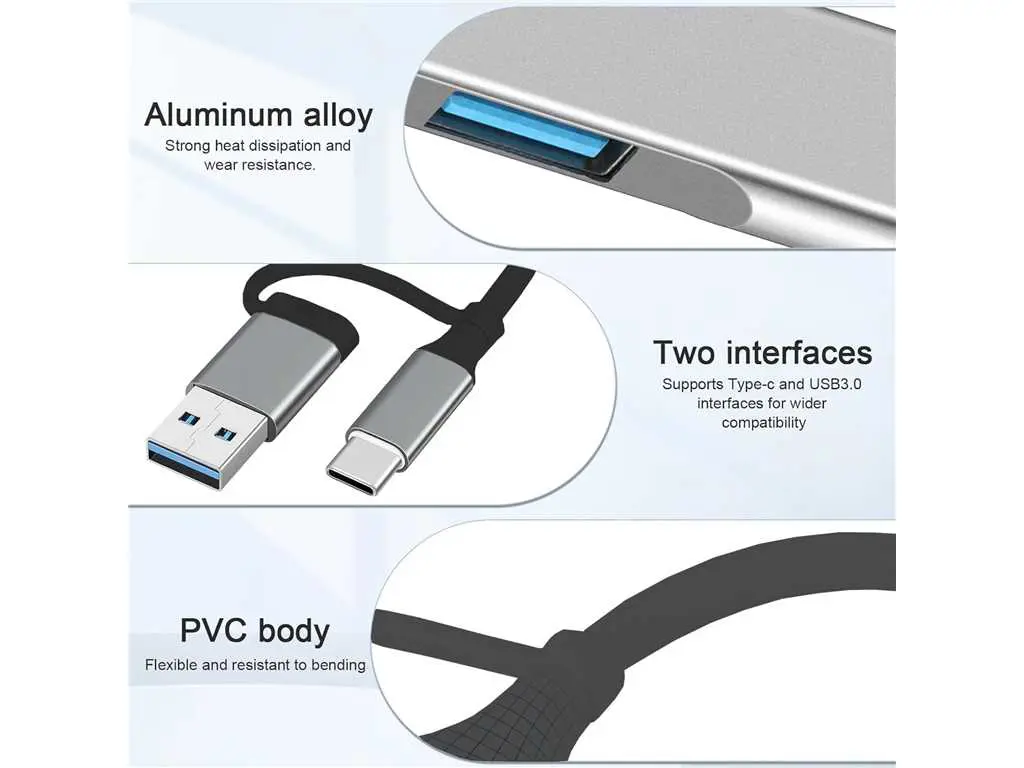 Aluminum alloy
Strong heat dissipation and
wear resistance.
Two interfaces
Supports Type-c and USB3.0
interfaces for wider
compatibility
PVC body
Flexible and resistant to bending